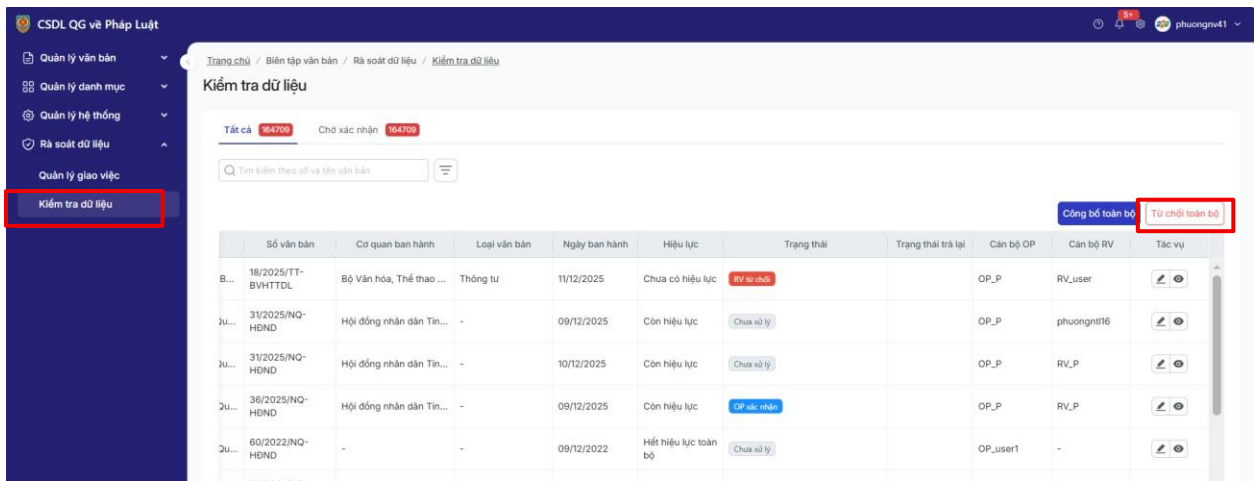 CSDL QG về Pháp Luật
5+
phuongnv41
Quản lý văn bản
Quản lý danh mục
Quản lý hệ thống
Rà soát dữ liệu
Quản lý giao việc
Kiểm tra dữ liệu
Trang chủ / Biên tập văn bản / Rà soát dữ liệu / Kiểm tra dữ liệu
Kiểm tra dữ liệu
Tất cả 164709 Chờ xác nhận 164709
Tìm kiếm theo số và tên văn bản
Công bố toàn bộ Từ chối toàn bộ
Số văn bản Cơ quan ban hành Loại văn bản Ngày ban hành Hiệu lực Trạng thái Trạng thái trả lại Cán bộ OP Cán bộ RV Tác vụ
B... 18/2025/TT-BVHTTDL Bộ Văn hóa, Thể thao ... Thông tư 11/12/2025 Chưa có hiệu lực RV từ chối OP_P RV_user
Qu... 31/2025/NQ-HĐND Hội đồng nhân dân Tỉn... - 09/12/2025 Còn hiệu lực Chưa xử lý OP_P phuongntl16
Qu... 31/2025/NQ-HĐND Hội đồng nhân dân Tỉn... - 10/12/2025 Còn hiệu lực Chưa xử lý OP_P RV_P
Qu... 36/2025/NQ-HĐND Hội đồng nhân dân Tỉn... - 09/12/2025 Còn hiệu lực OP xác nhận OP_P RV_P
Qu... 60/2022/NQ-HĐND - - 09/12/2022 Hết hiệu lực toàn bộ Chưa xử lý OP_user1 -